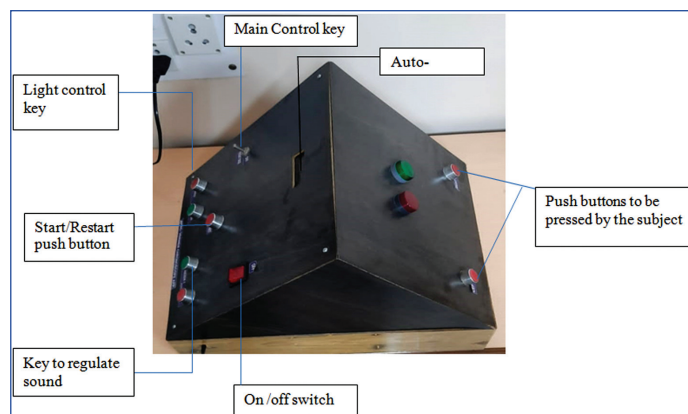 Main Control key
Auto-
Light control
key
Start/Restart
push button
Push buttons to be
pressed by the subject
Key to regulate
sound
On /off switch